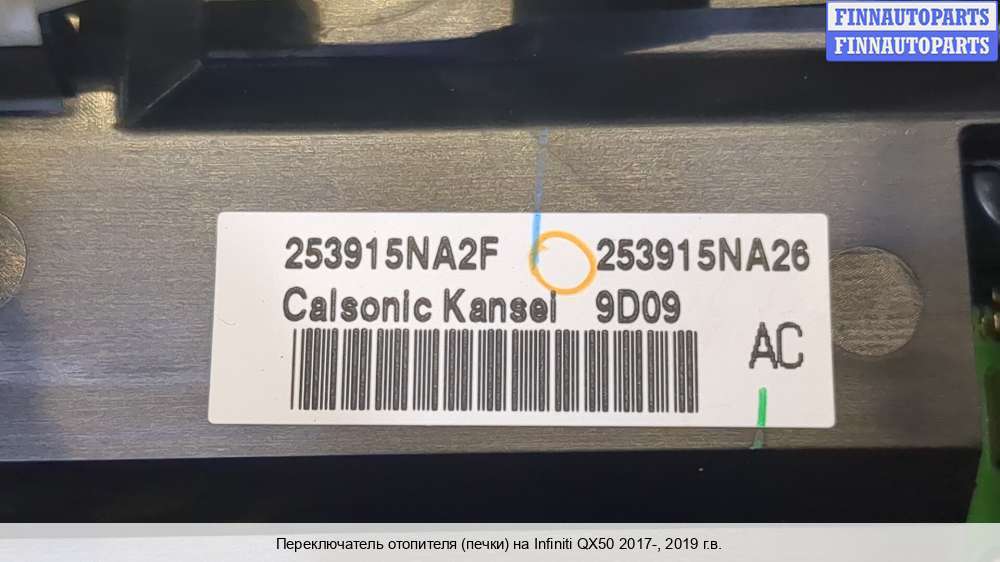 FINNAUTOPARTS
FINNAUTOPARTS
253915NA2F 253915NA26
Calsonic Kansei 9D09
AC
Переключатель отопителя (печки) на Infiniti QX50 2017-, 2019 г.в.